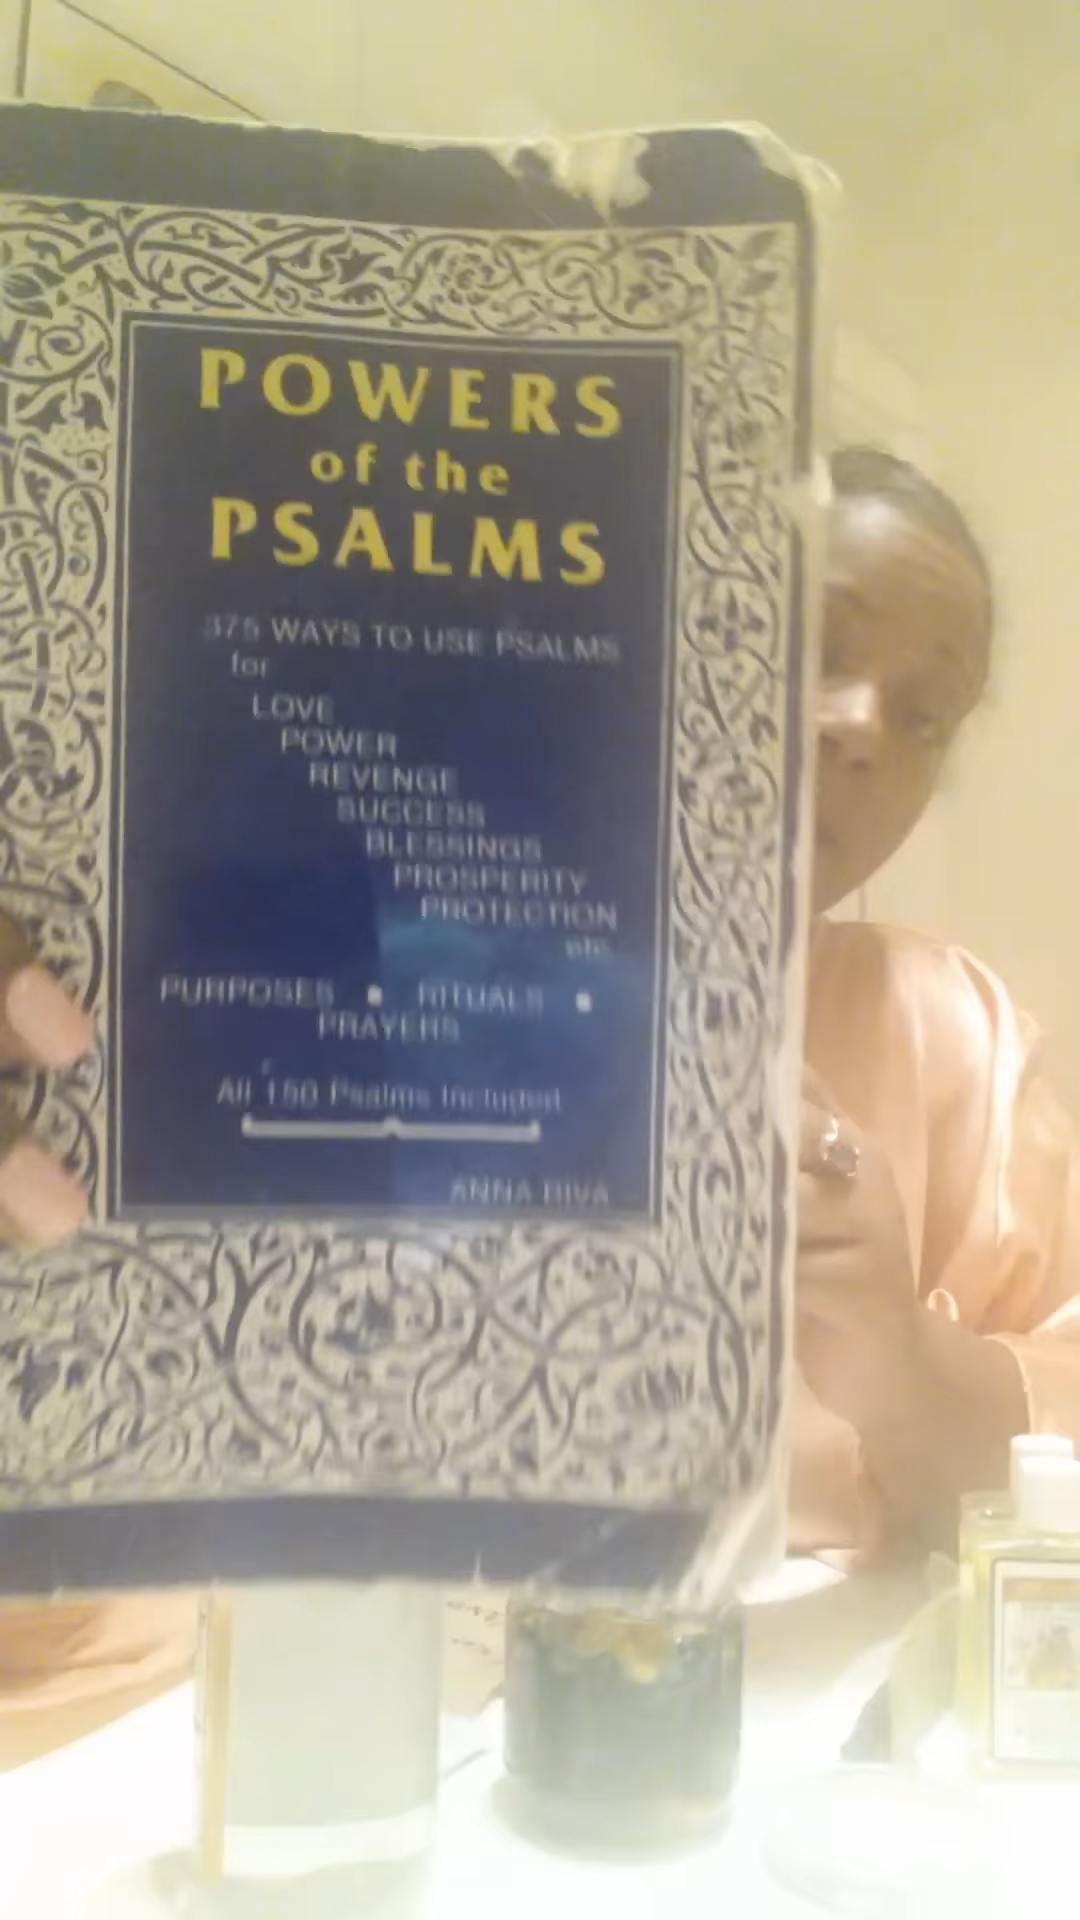 POWERS
of the
PSALMS
375 WAYS TO USE PSALMS
for
LOVE
POWER
REVENGE
SUCCESS
BLESSINGS
PROSPERITY
PROTECTION
etc.
PURPOSES • RITUALS •
PRAYERS
All 150 Psalms Included
ANNA RIVA